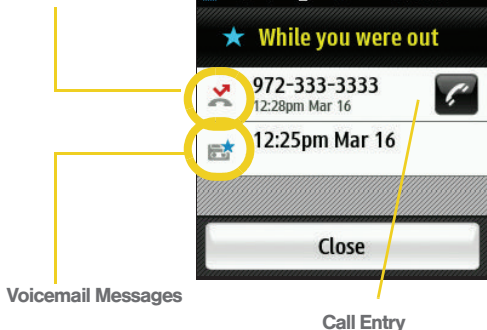 While you were out
972-333-3333
12:28pm Mar 16
12:25pm Mar 16
Close
Voicemail Messages
Call Entry